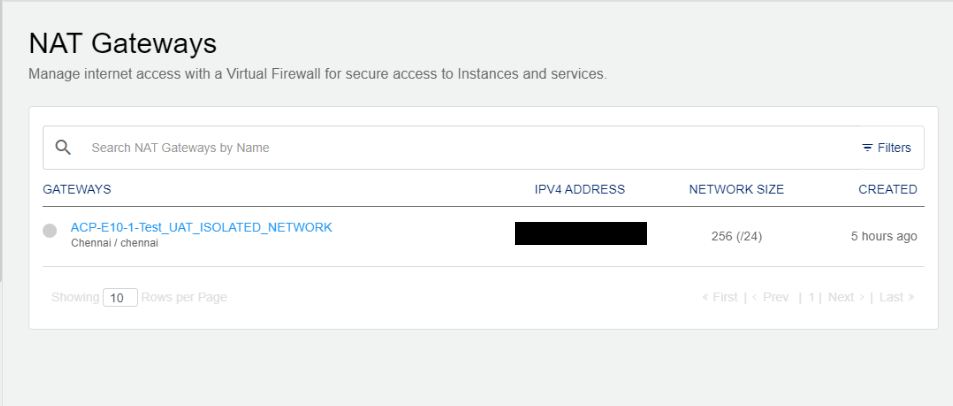 NAT Gateways
Manage internet access with a Virtual Firewall for secure access to Instances and services.
Search NAT Gateways by Name
Filters
GATEWAYS IPV4 ADDRESS NETWORK SIZE CREATED
ACP-E10-1-Test_UAT_ISOLATED_NETWORK
Chennai / chennai
256 (/24) 5 hours ago
Showing 10 Rows per Page « First | < Prev | 1 | Next > | Last »